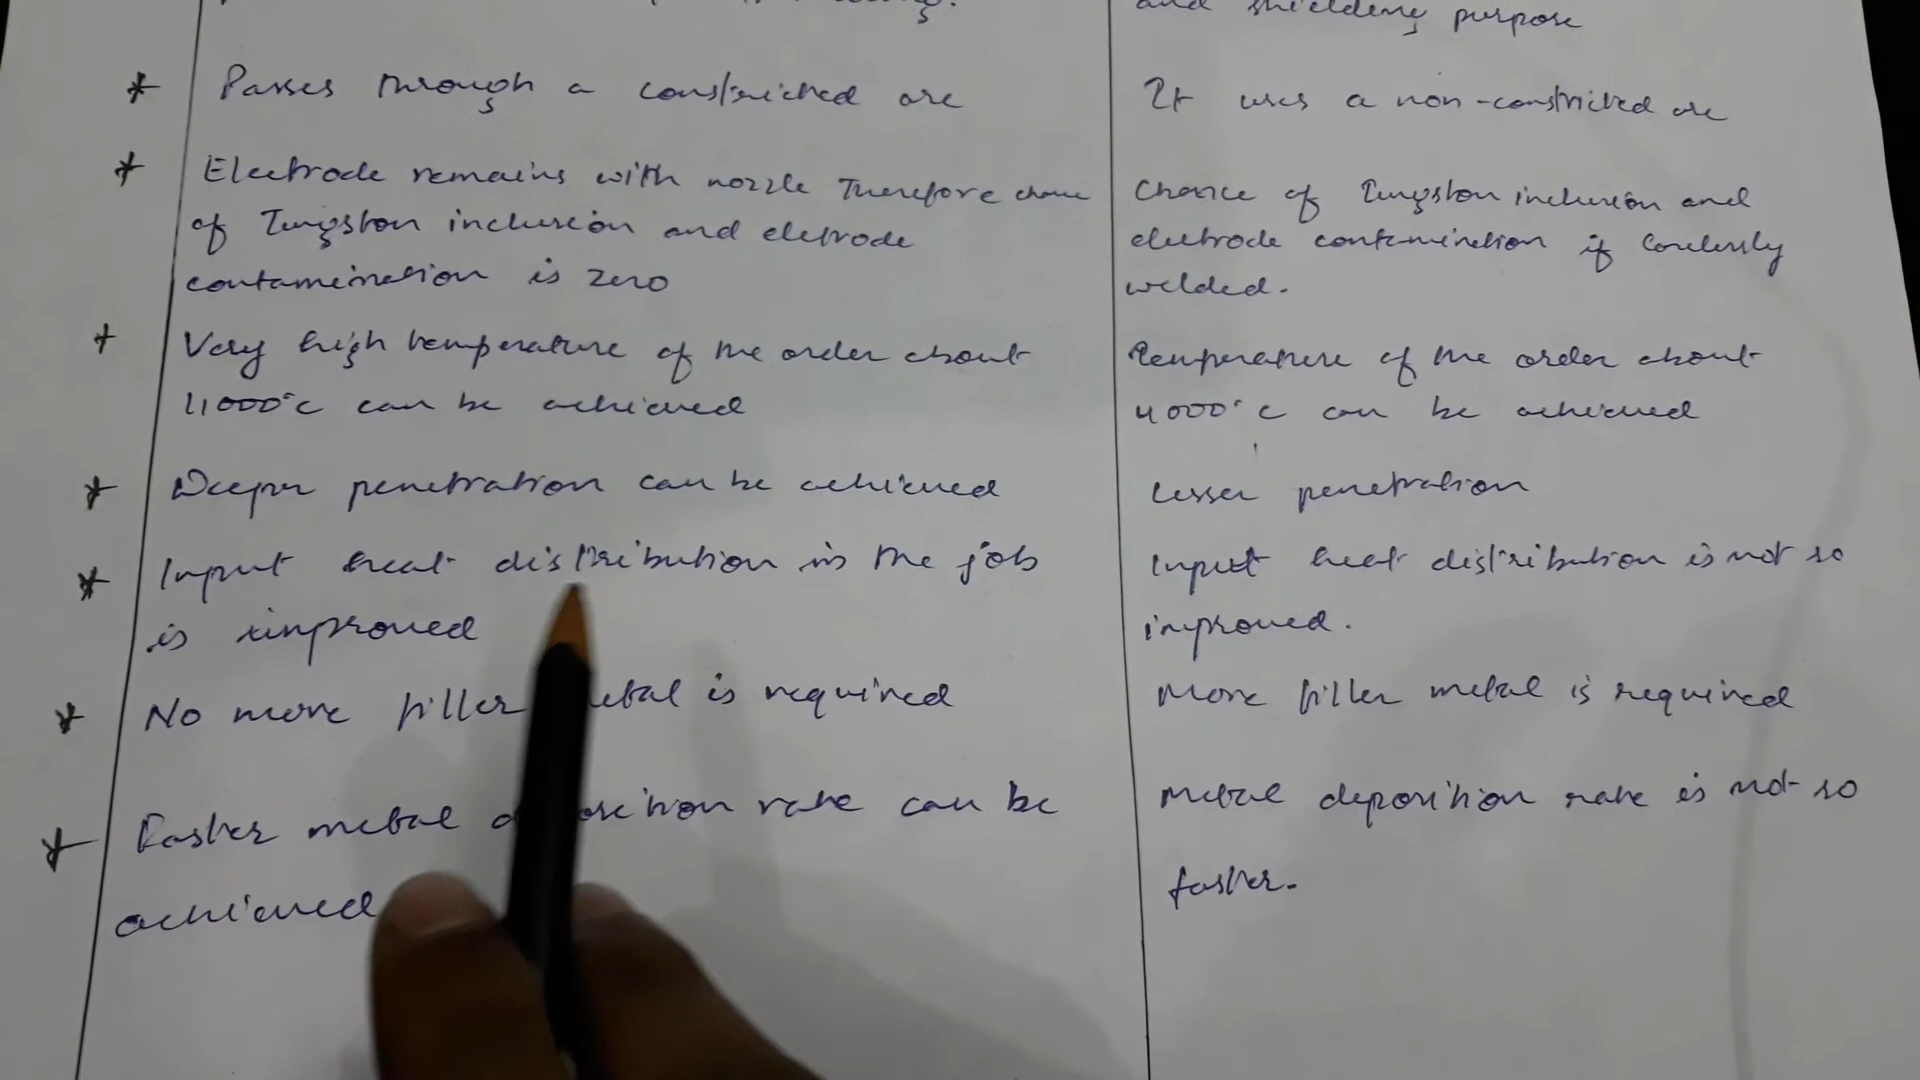 and shielding purpose
* Passes through a constricted arc
It uses a non-constricted arc
* Electrode remains with nozzle Therefore chance
of Tungston inclusion and eletrode
contamination is zero
Chance of Tungston inclusion and
electrode contamination if carelessly
welded.
* Very high temperature of the order about
11000°c can be achieved
Temperature of the order about
4000°c can be achieved
* Deeper penetration can be achieved
Lesser penetration
* Input heat distribution in the job
is improved
Input heat distribution is not so
improved.
* No more filler metal is required
More filler metal is required
* Faster metal rate can be
achieved
Metal deposition rate is not so
faster.